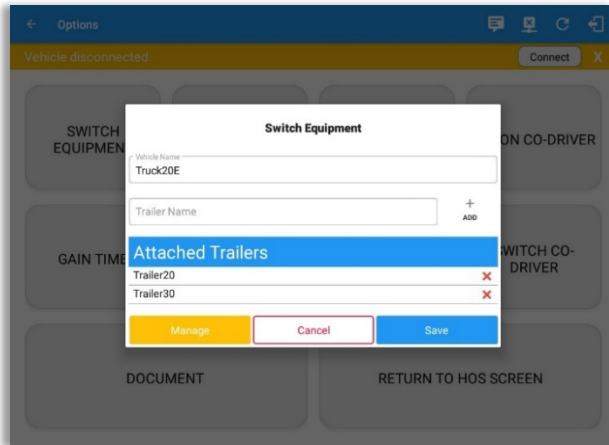 Options
Vehicle disconnected
Connect
X
SWITCH
EQUIPMEN
ON CO-DRIVER
Switch Equipment
Vehicle Name
Truck20E
Trailer Name
+
ADD
Attached Trailers
Trailer20
Trailer30
Manage
Cancel
Save
GAIN TIME
SWITCH CO-
DRIVER
DOCUMENT
RETURN TO HOS SCREEN